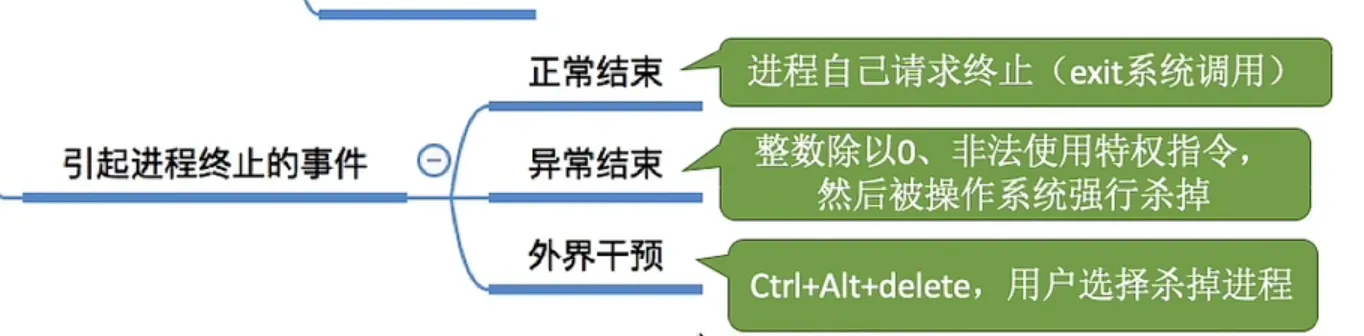 正常结束
进程自己请求终止（exit系统调用）
引起进程终止的事件
异常结束
整数除以0、非法使用特权指令，
然后被操作系统强行杀掉
外界干预
Ctrl+Alt+delete，用户选择杀掉进程